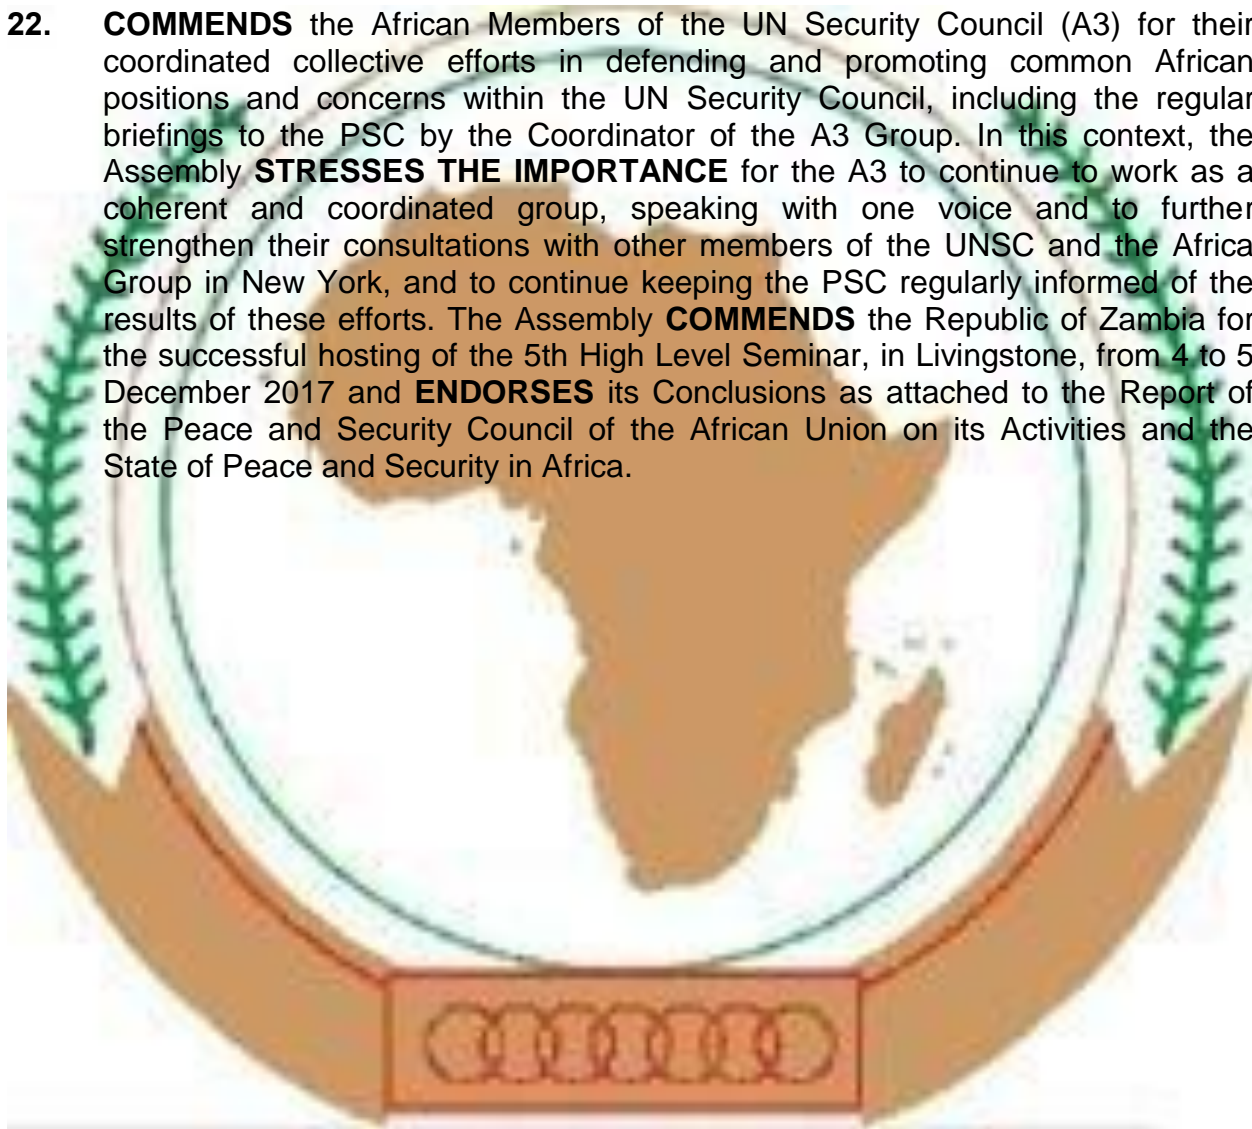 22. COMMENDS the African Members of the UN Security Council (A3) for their
coordinated collective efforts in defending and promoting common African
positions and concerns within the UN Security Council, including the regular
briefings to the PSC by the Coordinator of the A3 Group. In this context, the
Assembly STRESSES THE IMPORTANCE for the A3 to continue to work as a
coherent and coordinated group, speaking with one voice and to further
strengthen their consultations with other members of the UNSC and the Africa
Group in New York, and to continue keeping the PSC regularly informed of the
results of these efforts. The Assembly COMMENDS the Republic of Zambia for
the successful hosting of the 5th High Level Seminar, in Livingstone, from 4 to 5
December 2017 and ENDORSES its Conclusions as attached to the Report of
the Peace and Security Council of the African Union on its Activities and the
State of Peace and Security in Africa.